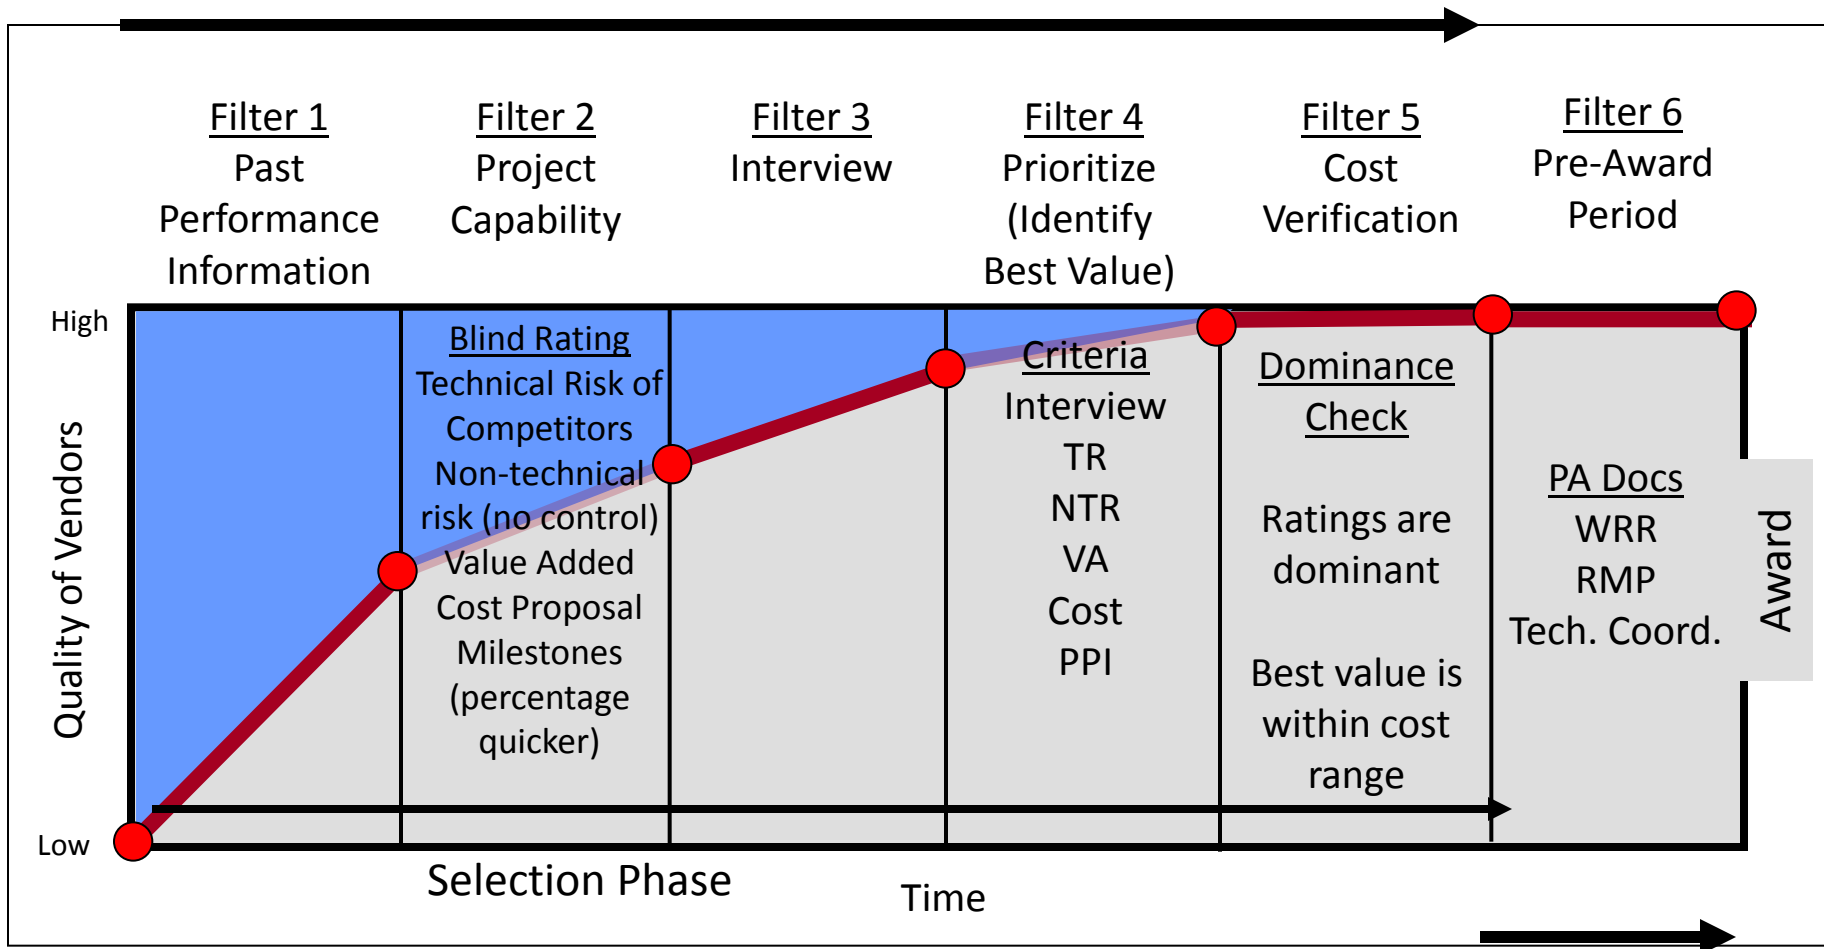 Filter 1
Past
Performance
Information
Filter 2
Project
Capability
Filter 3
Interview
Filter 4
Prioritize
(Identify
Best Value)
Filter 5
Cost
Verification
Filter 6
Pre-Award
Period
High
Low
Quality of Vendors
Blind Rating
Technical Risk of
Competitors
Non-technical
risk (no control)
Value Added
Cost Proposal
Milestones
(percentage
quicker)
Criteria
Interview
TR
NTR
VA
Cost
PPI
Dominance
Check
Ratings are
dominant
Best value is
within cost
range
PA Docs
WRR
RMP
Tech. Coord.
Award
Selection Phase
Time